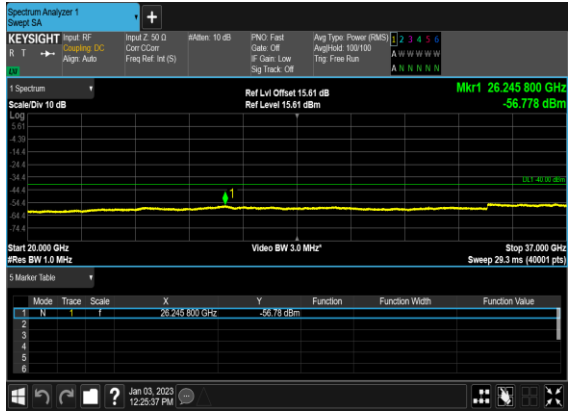 Spectrum Analyzer 1
Swept SA
+
KEYSIGHT Input: RF Input Z: 50 Ω #Atten: 10 dB PNO: Fast Avg Type: Power (RMS) 1 2 3 4 5 6
R T Coupling: DC Corr CCorr Gate: Off Avg|Hold: 100/100 A W W W W W
Align: Auto Freq Ref: Int (S) IF Gain: Low Trig: Free Run
Sig Track: Off A N N N N N
1 Spectrum Ref Lvl Offset 15.61 dB Mkr1 26.245 800 GHz
Scale/Div 10 dB Ref Level 15.61 dBm -56.778 dBm
Log
5.61
-4.39
-14.4
-24.4
-34.4
DL1 -40.00 dBm
-44.4
1
-54.4
-64.4
-74.4
Start 20.000 GHz Video BW 3.0 MHz* Stop 37.000 GHz
#Res BW 1.0 MHz Sweep 29.3 ms (40001 pts)
5 Marker Table
Mode Trace Scale X Y Function Function Width Function Value
1 N 1 f 26.245 800 GHz -56.78 dBm
2
3
4
5
6
? Jan 03, 2023
12:25:37 PM